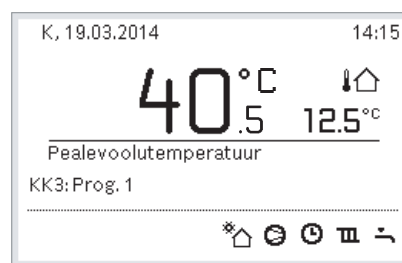 K, 19.03.2014 14:15
40.5 °C 12.5°C
Pealevoolutemperatuur
KK3: Prog. 1